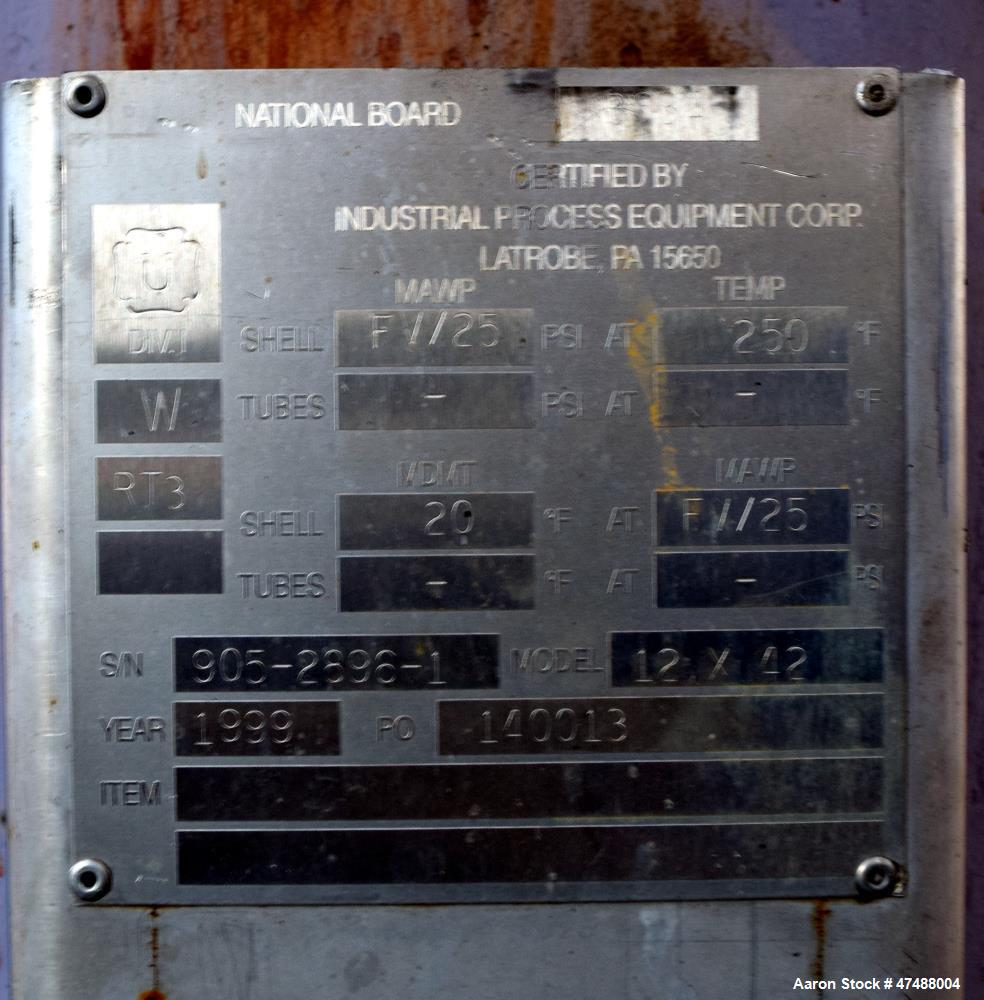 NATIONAL BOARD
CERTIFIED BY
INDUSTRIAL PROCESS EQUIPMENT CORP.
LATROBE, PA 15650
U
DIV.1
MAWP TEMP
SHELL F V//25 PSI AT 250 °F
W
TUBES - PSI AT - °F
RT3
MDMT MAWP
SHELL 20 °F AT F V//25 PSI
TUBES - °F AT - PSI
S/N 905-2896-1 MODEL 12 X 42
YEAR 1999 PO 140013
ITEM
Aaron Stock # 47488004